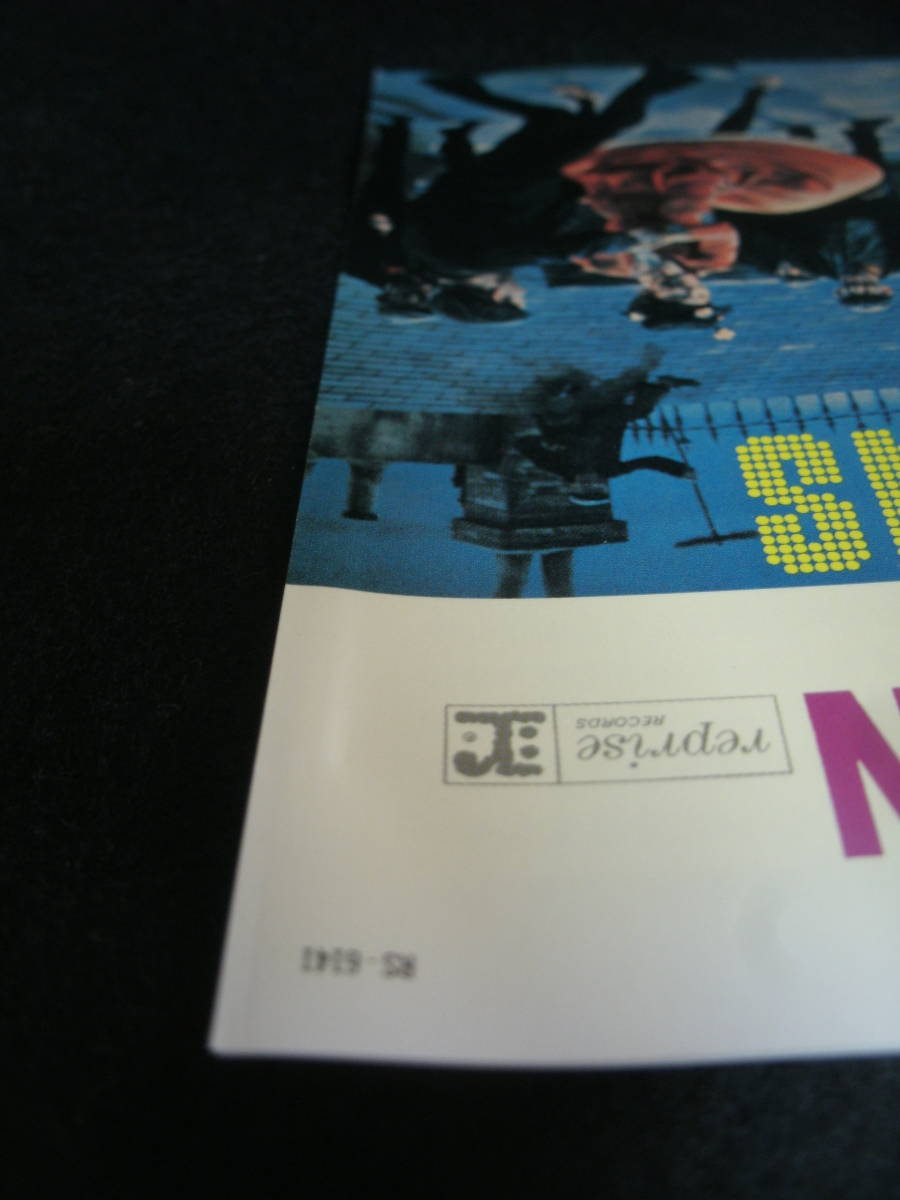 RS-6141
N
reprise
RECORDS
S